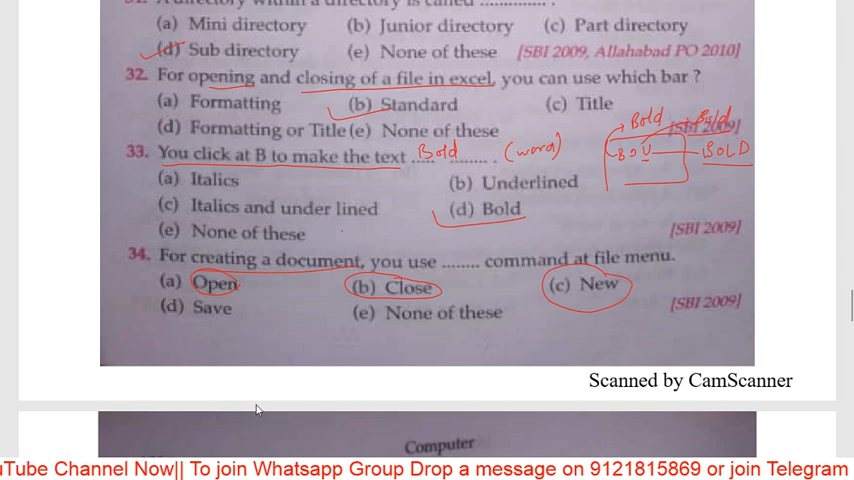 (a) Mini directory (b) Junior directory (c) Part directory
(d) Sub directory (e) None of these [SBI 2009, Allahabad PO 2010]
32. For opening and closing of a file in excel, you can use which bar ?
(a) Formatting (b) Standard (c) Title
(d) Formatting or Title (e) None of these [SBI 2009]
Bold Bold
B U BOLD
33. You click at B to make the text ..... Bold ......... . (word)
(a) Italics (b) Underlined
(c) Italics and under lined (d) Bold
(e) None of these [SBI 2009]
34. For creating a document, you use ........ command at file menu.
(a) Open (b) Close (c) New
(d) Save (e) None of these [SBI 2009]
Scanned by CamScanner
Computer
Tube Channel Now|| To join Whatsapp Group Drop a message on 9121815869 or join Telegram